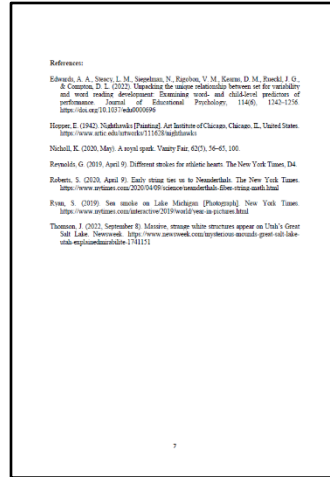 References:
Edwards, A. A., Steacy, L. M., Siegelman, N., Rigobon, V. M., Kearns, D. M., Rueckl, J. G.,
& Compton, D. L. (2022). Unpacking the unique relationship between set for variability
and word reading development: Examining word- and child-level predictors of
performance. Journal of Educational Psychology, 114(6), 1242–1256.
https://doi.org/10.1037/edu0000696
Hopper, E. (1942). Nighthawks [Painting]. Art Institute of Chicago, Chicago, IL, United States.
https://www.artic.edu/artworks/111628/nighthawks
Nicholl, K. (2020, May). A royal spark. Vanity Fair, 62(5), 56–65, 100.
Reynolds, G. (2019, April 9). Different strokes for athletic hearts. The New York Times, D4.
Roberts, S. (2020, April 9). Early string ties us to Neanderthals. The New York Times.
https://www.nytimes.com/2020/04/09/science/neanderthals-fiber-string-math.html
Ryan, S. (2019). Sea smoke on Lake Michigan [Photograph]. New York Times.
https://www.nytimes.com/interactive/2019/world/year-in-pictures.html
Thomson, J. (2022, September 8). Massive, strange white structures appear on Utah's Great
Salt Lake. Newsweek. https://www.newsweek.com/mysterious-mounds-great-salt-lake-
utah-explainedmirabilite-1741151
7